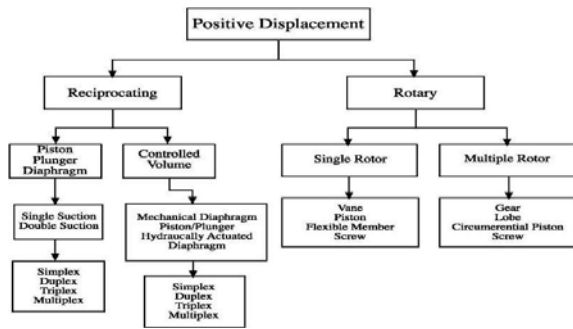 Positive Displacement
Reciprocating
Rotary
Piston
Plunger
Diaphragm
Controlled
Volume
Single Rotor
Multiple Rotor
Single Suction
Double Suction
Mechanical Diaphragm
Piston/Plunger
Hydraucally Actuated
Diaphragm
Vane
Piston
Flexible Member
Screw
Gear
Lobe
Circumerential Piston
Screw
Simplex
Duplex
Triplex
Multiplex
Simplex
Duplex
Triplex
Multiplex